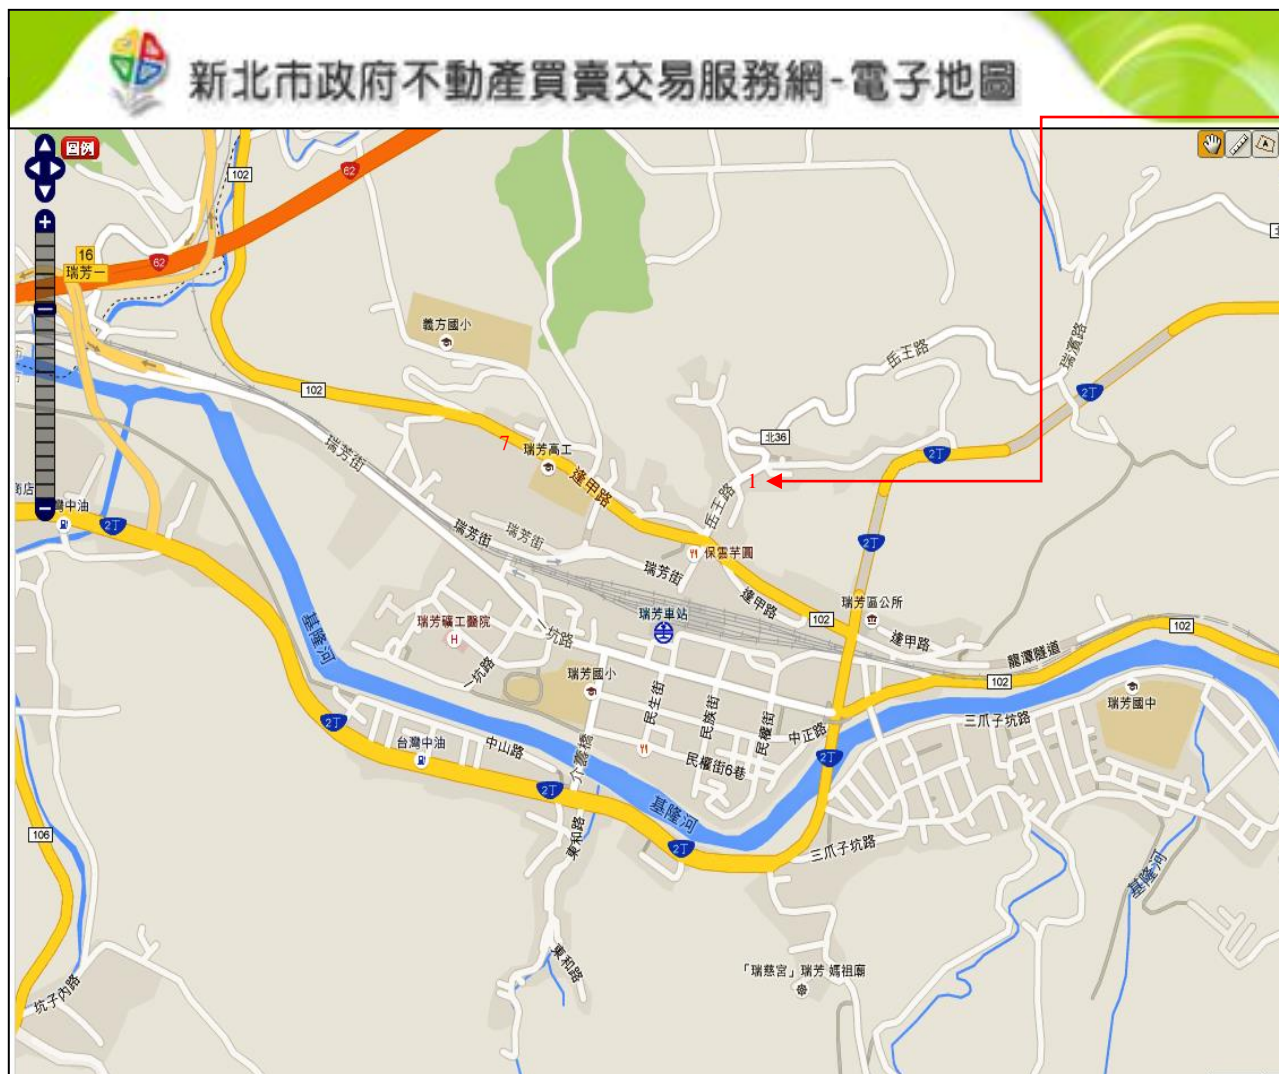 新北市政府不動產買賣交易服務網-電子地圖
圖例
102
62
62
16
瑞芳一
義方國小
102
瑞濱路
岳王路
2丁
北36
7
瑞芳高工
2丁
1
瑞芳街
逢甲路
岳王路
商店
灣中油
2丁
瑞芳街
瑞芳街
2丁
保雲芋圓
瑞芳街
逢甲路
瑞芳區公所
瑞芳車站
102
102
瑞芳礦工醫院
H
一坑路
逢甲路
龍潭隧道
基隆河
一坑路
瑞芳國小
102
瑞芳國中
民生街
民族街
民權街
三爪子坑路
中正路
2丁
台灣中油
中山路
介壽橋
民權街6巷
2丁
2丁
基隆河
106
東和路
2丁
三爪子坑路
基隆河
東和路
「瑞慈宮」瑞芳媽祖廟
坑子內路